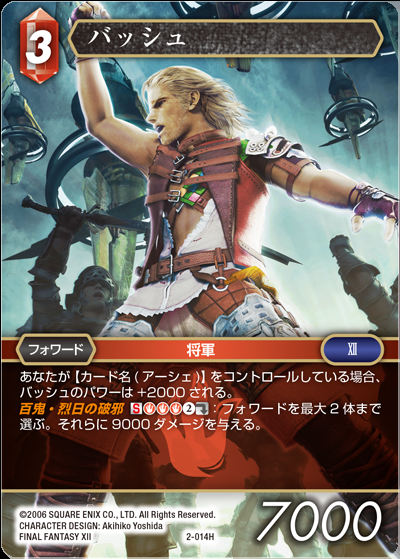 3
バッシュ
フォワード
将軍
XII
あなたが【カード名(アーシェ)】をコントロールしている場合、
バッシュのパワーは +2000 される。
百鬼・烈日の破邪 S 2 :フォワードを最大 2 体まで
選ぶ。それらに 9000 ダメージを与える。
©2006 SQUARE ENIX CO., LTD. All Rights Reserved.
CHARACTER DESIGN: Akihiko Yoshida
FINAL FANTASY XII
2-014H
7000